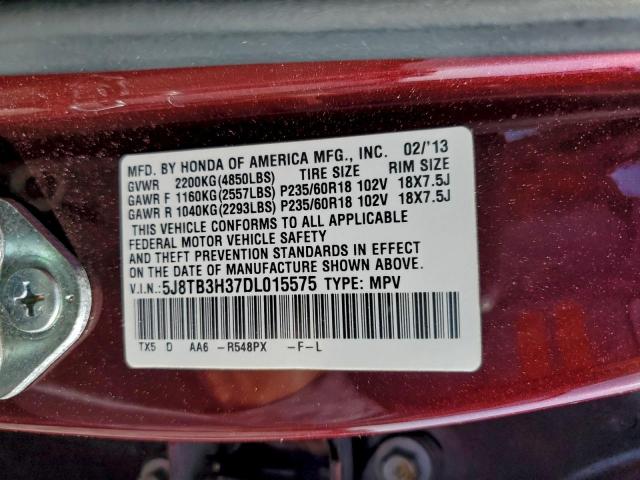 MFD. BY HONDA OF AMERICA MFG., INC. 02/'13
GVWR 2200KG(4850LBS) TIRE SIZE RIM SIZE
GAWR F 1160KG(2557LBS) P235/60R18 102V 18X7.5J
GAWR R 1040KG(2293LBS) P235/60R18 102V 18X7.5J
THIS VEHICLE CONFORMS TO ALL APPLICABLE
FEDERAL MOTOR VEHICLE SAFETY
AND THEFT PREVENTION STANDARDS IN EFFECT
ON THE DATE OF MANUFACTURE SHOWN ABOVE.
V.I.N.: 5J8TB3H37DL015575 TYPE: MPV
TX5 D AA6 -R548PX -F-L